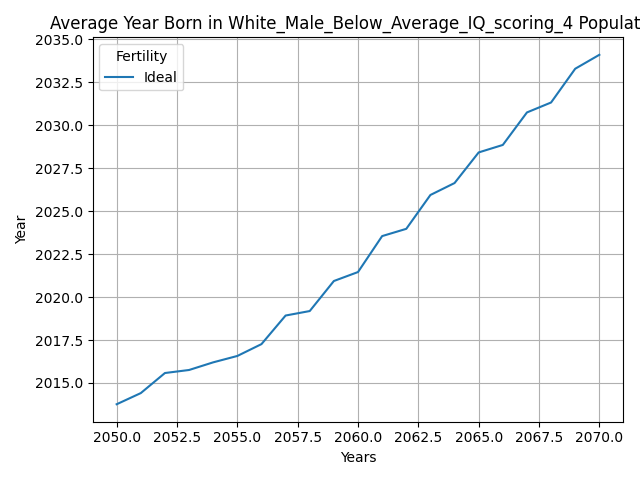 Average Year Born in White_Male_Below_Average_IQ_scoring_4 Populat
2035.0
Fertility
Ideal
2032.5
2030.0
2027.5
2025.0
Year
2022.5
2020.0
2017.5
2015.0
2050.0 2052.5 2055.0 2057.5 2060.0 2062.5 2065.0 2067.5 2070.0
Years